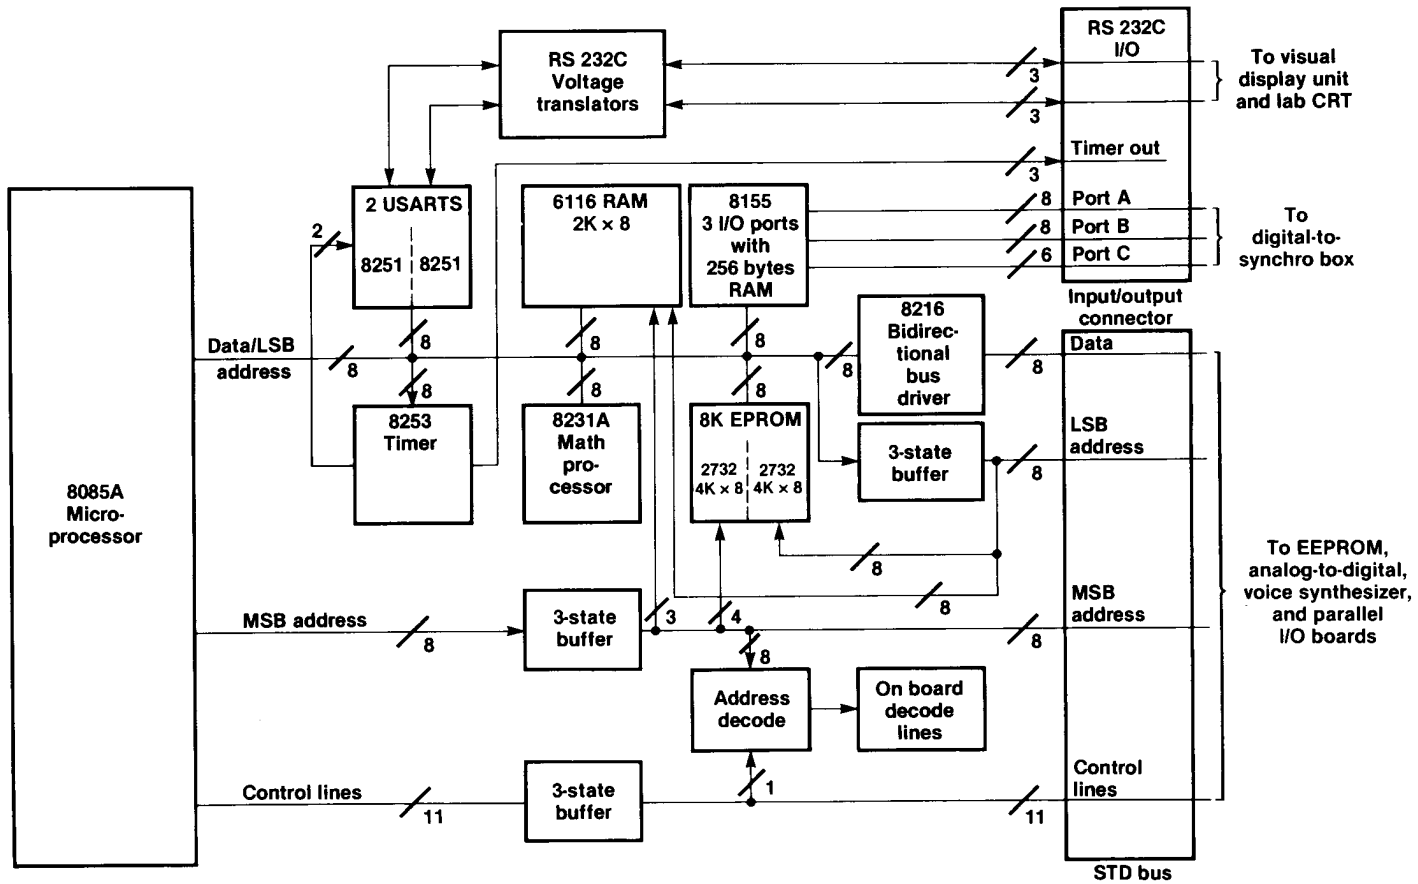 RS 232C
Voltage
translators
3
3
RS 232C
I/O
To visual
display unit
and lab CRT
Timer out
3
2 USARTS
8251
8251
2
6116 RAM
2K × 8
8155
3 I/O ports
with
256 bytes
RAM
8
Port A
8
Port B
6
Port C
To
digital-to-
synchro box
Input/output
connector
Data/LSB
address
8
8
8
8
8
8
8
8
8253
Timer
8231A
Math
pro-
cessor
8K EPROM
2732
4K × 8
2732
4K × 8
8216
Bidirec-
tional
bus
driver
8
Data
3-state
buffer
8
LSB
address
8
8
8085A
Micro-
processor
MSB address
8
3-state
buffer
3
4
8
8
MSB
address
To EEPROM,
analog-to-digital,
voice synthesizer,
and parallel
I/O boards
Address
decode
On board
decode
lines
Control lines
11
3-state
buffer
1
11
Control
lines
STD bus